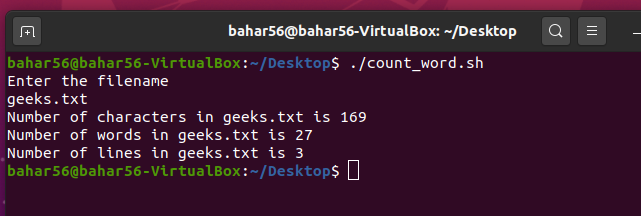 bahar56@bahar56-VirtualBox: ~/Desktop
bahar56@bahar56-VirtualBox:~/Desktop$ ./count_word.sh
Enter the filename
geeks.txt
Number of characters in geeks.txt is 169
Number of words in geeks.txt is 27
Number of lines in geeks.txt is 3
bahar56@bahar56-VirtualBox:~/Desktop$